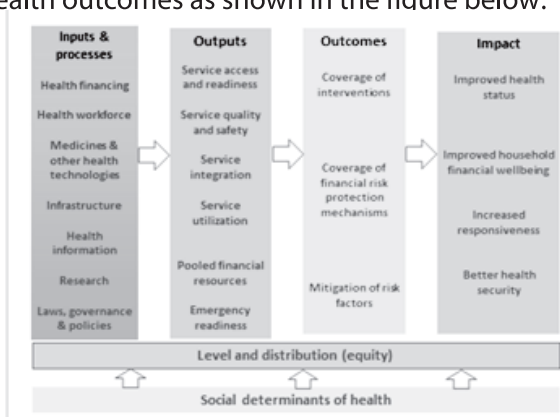 ealth outcomes as shown in the figure below:
Inputs &
processes
Health financing
Health workforce
Medicines &
other health
technologies
Infrastructure
Health
information
Research
Laws, governance
& policies
Outputs
Service access
and readiness
Service quality
and safety
Service
integration
Service
utilization
Pooled financial
resources
Emergency
readiness
Outcomes
Coverage of
interventions
Coverage of
financial risk
protection
mechanisms
Mitigation of risk
factors
Impact
Improved health
status
Improved household
financial wellbeing
Increased
responsiveness
Better health
security
Level and distribution (equity)
Social determinants of health